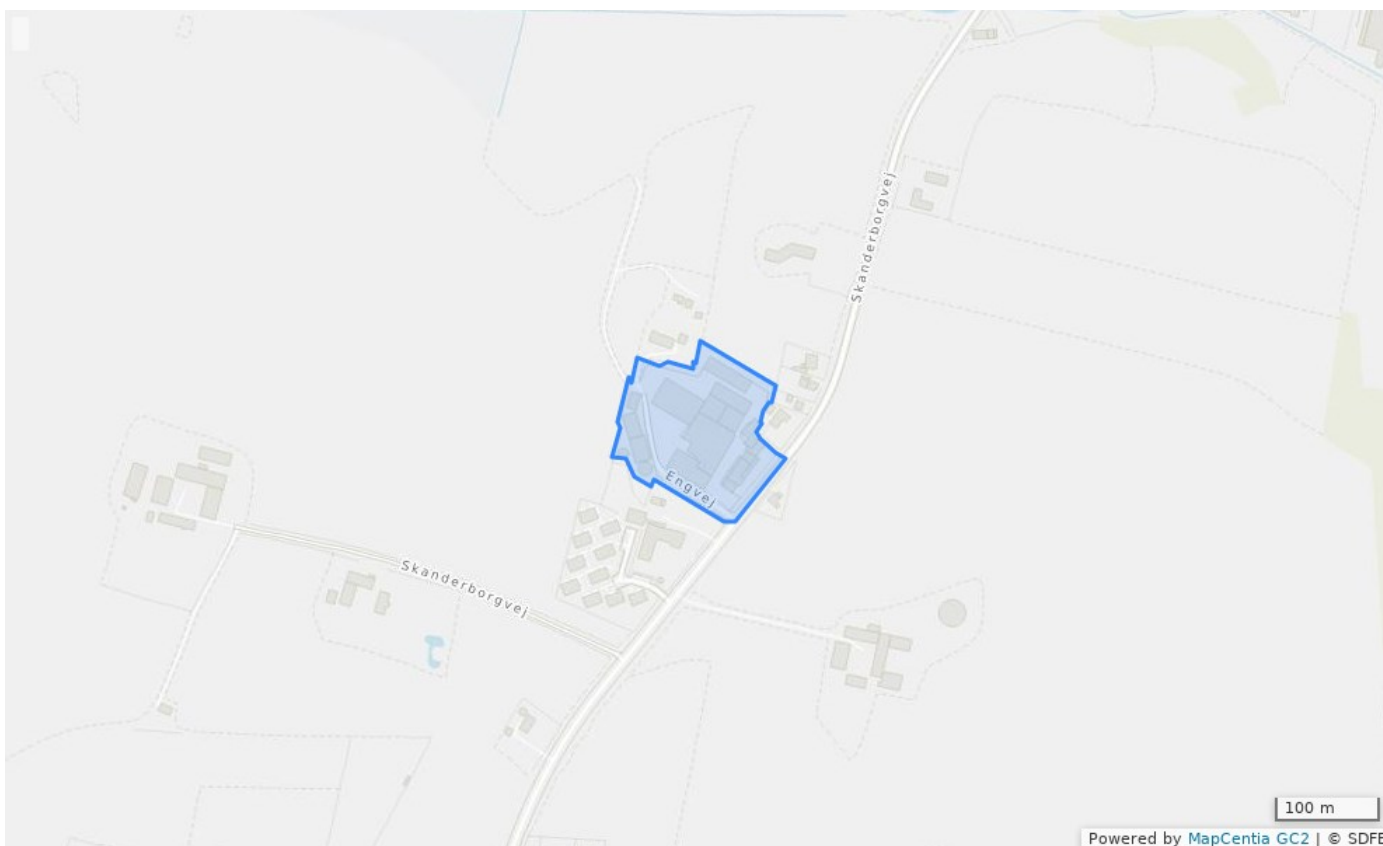 Skanderborgvej
Engvej
Skanderborgvej
100 m
Powered by MapCentia GC2 | © SDFE